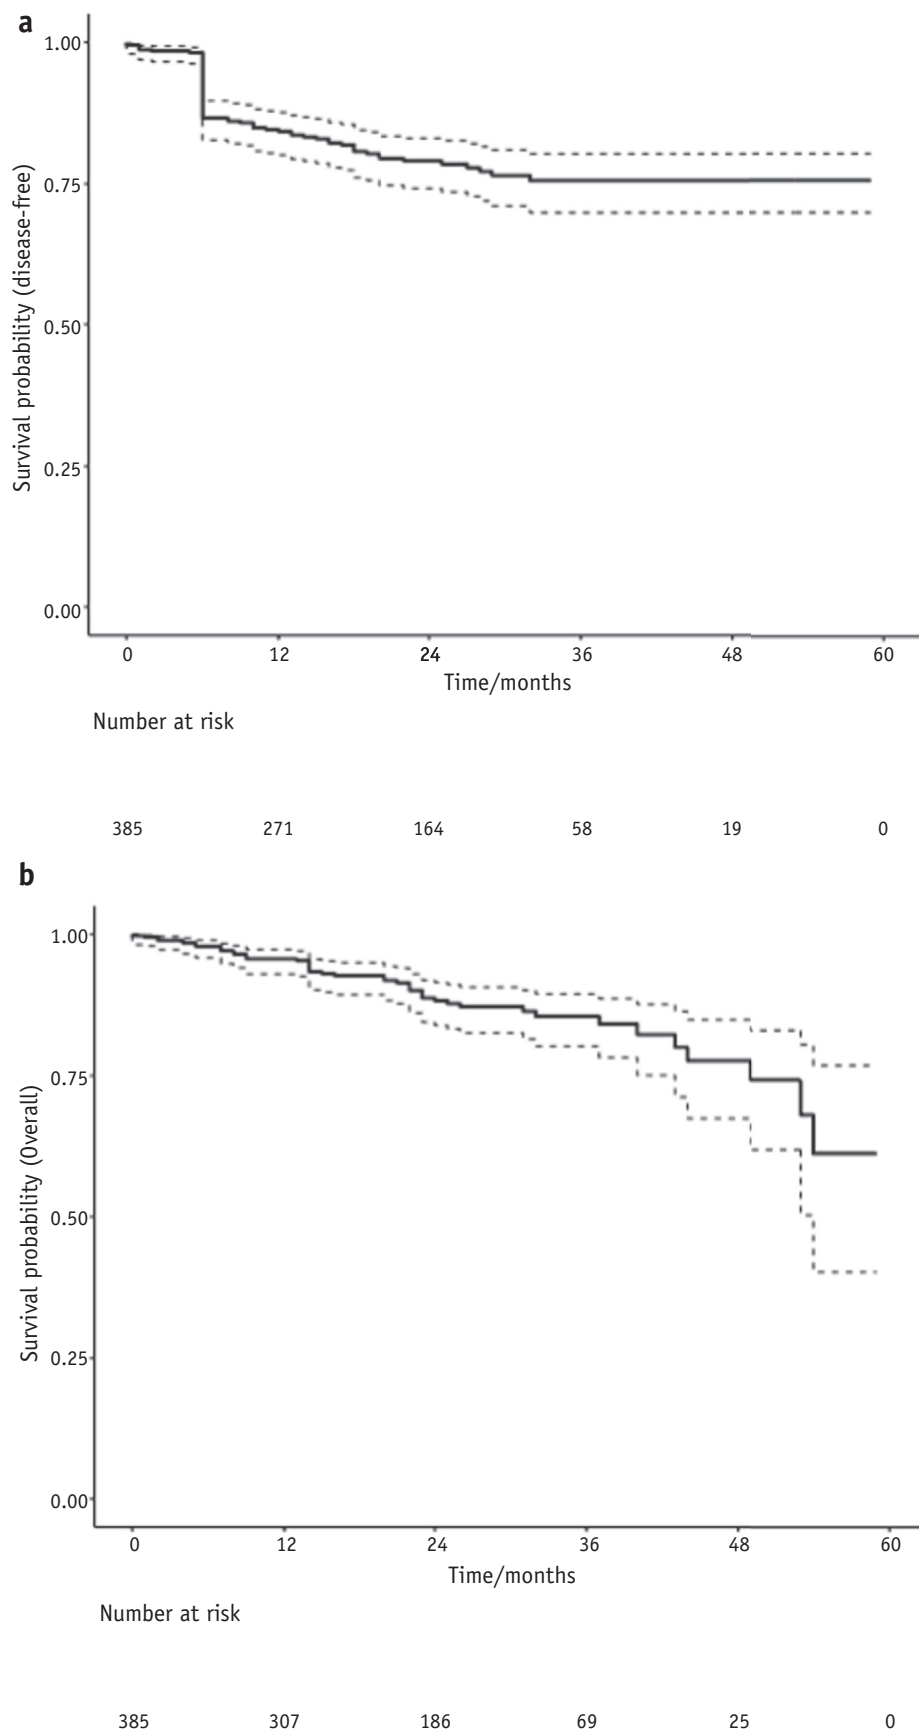 a
Survival probability (disease-free)
1.00
0.75
0.50
0.25
0.00
0 12 24 36 48 60
Time/months
Number at risk
385 271 164 58 19 0
b
Survival probability (Overall)
1.00
0.75
0.50
0.25
0.00
0 12 24 36 48 60
Time/months
Number at risk
385 307 186 69 25 0